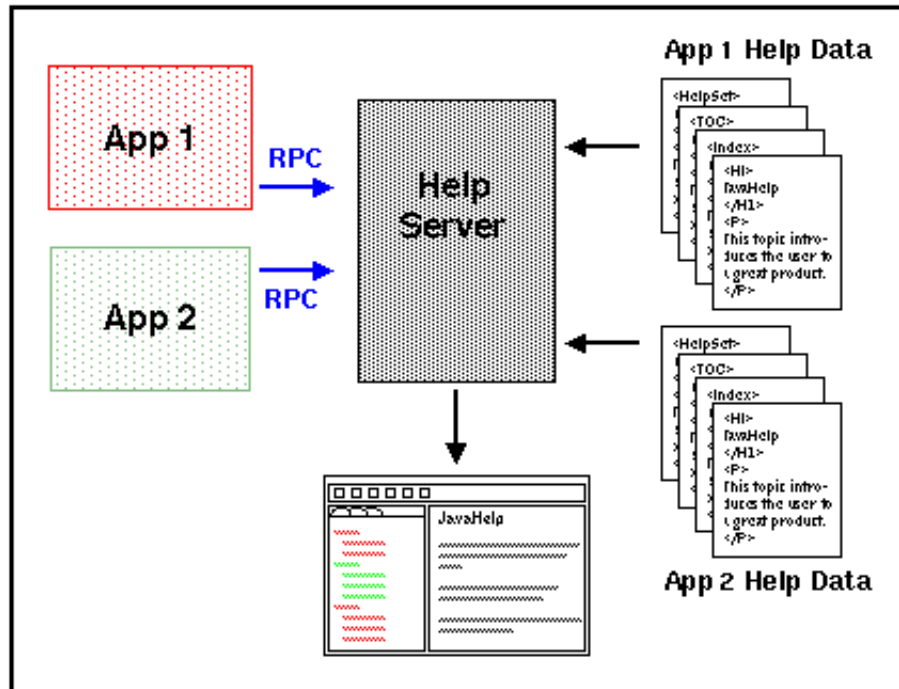 App 1 Help Data
App 1
RPC
Help
Server
<HelpSet>
<TOC>
<Index>
<H1>
JavaHelp
</H1>
<P>
This topic intro-
duces the user to
great product.
</P>
App 2
RPC
<HelpSet>
<TOC>
<Index>
<H1>
JavaHelp
</H1>
<P>
This topic intro-
duces the user to
great product.
</P>
App 2 Help Data
JavaHelp